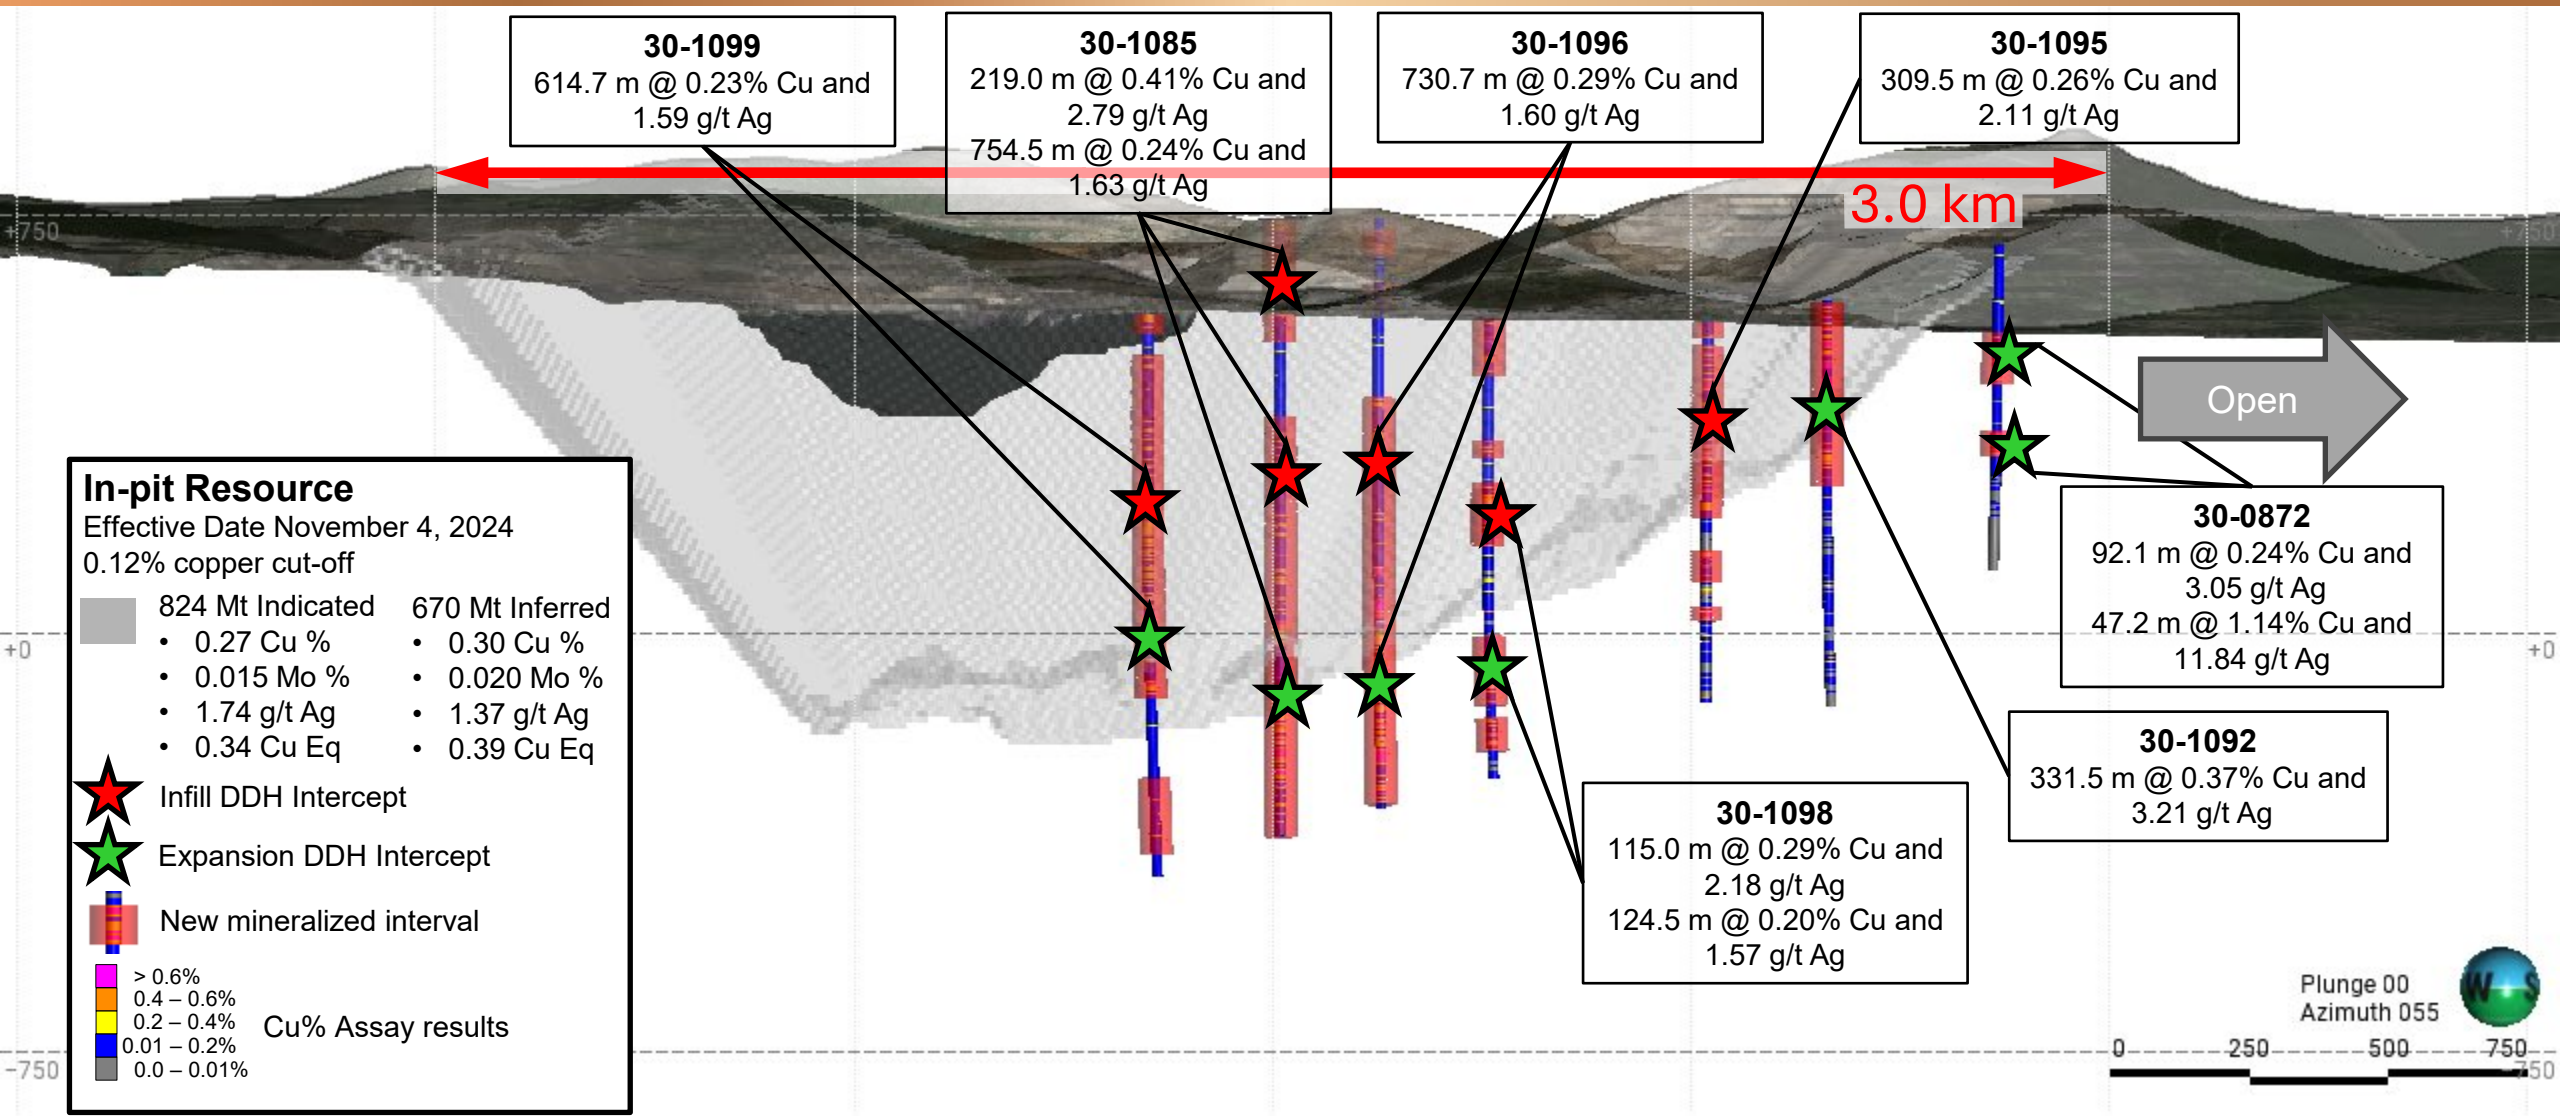 30-1099
614.7 m @ 0.23% Cu and
1.59 g/t Ag
30-1085
219.0 m @ 0.41% Cu and
2.79 g/t Ag
754.5 m @ 0.24% Cu and
1.63 g/t Ag
30-1096
730.7 m @ 0.29% Cu and
1.60 g/t Ag
30-1095
309.5 m @ 0.26% Cu and
2.11 g/t Ag
3.0 km
+750
+750
Open
In-pit Resource
Effective Date November 4, 2024
0.12% copper cut-off
824 Mt Indicated
• 0.27 Cu %
• 0.015 Mo %
• 1.74 g/t Ag
• 0.34 Cu Eq
670 Mt Inferred
• 0.30 Cu %
• 0.020 Mo %
• 1.37 g/t Ag
• 0.39 Cu Eq
Infill DDH Intercept
Expansion DDH Intercept
New mineralized interval
> 0.6%
0.4 – 0.6%
0.2 – 0.4%
0.01 – 0.2%
0.0 – 0.01%
Cu% Assay results
30-0872
92.1 m @ 0.24% Cu and
3.05 g/t Ag
47.2 m @ 1.14% Cu and
11.84 g/t Ag
+0
+0
30-1092
331.5 m @ 0.37% Cu and
3.21 g/t Ag
30-1098
115.0 m @ 0.29% Cu and
2.18 g/t Ag
124.5 m @ 0.20% Cu and
1.57 g/t Ag
Plunge 00
Azimuth 055
W S
0 250 500 750
-750
-750